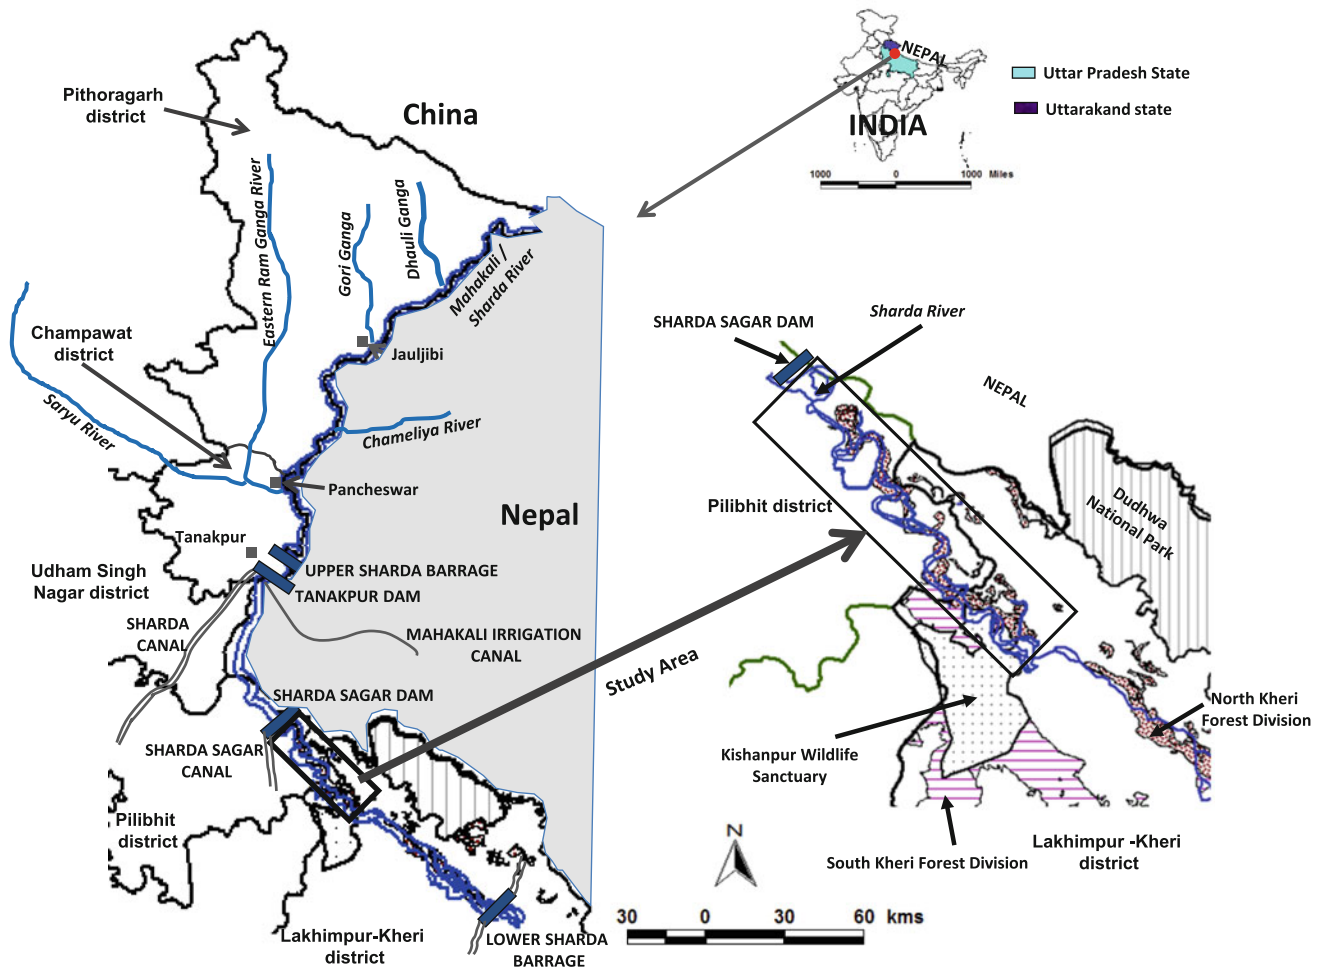 Pithoragarh
district
China
NEPAL
INDIA
Uttar Pradesh State
Uttarakand state
1000
0
1000 Miles
Eastern Ram Ganga River
Gori Ganga
Dhauli Ganga
Mahakali /
Sharda River
Champawat
district
Saryu River
Jauljibi
Chameliya River
Pancheswar
Nepal
Tanakpur
Udham Singh
Nagar district
UPPER SHARDA BARRAGE
TANAKPUR DAM
SHARDA
CANAL
MAHAKALI IRRIGATION
CANAL
SHARDA SAGAR DAM
SHARDA SAGAR
CANAL
Pilibhit
district
Lakhimpur-Kheri
district
LOWER SHARDA
BARRAGE
Study Area
SHARDA SAGAR DAM
Sharda River
NEPAL
Pilibhit district
Dudhwa
National Park
North Kheri
Forest Division
Kishanpur Wildlife
Sanctuary
South Kheri Forest Division
Lakhimpur -Kheri
district
N
30
0
30
60
kms